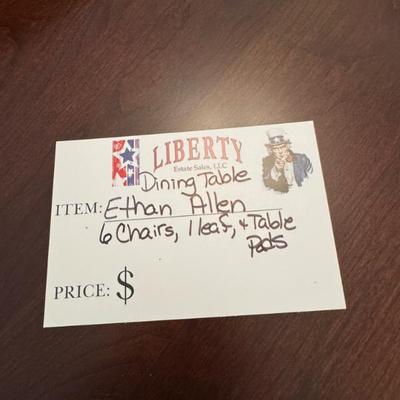 LIBERTY
Estate Sales, LLC
Dining Table
ITEM: Ethan Allen
6 Chairs, 1 leaf, & Table
Pads
PRICE: $